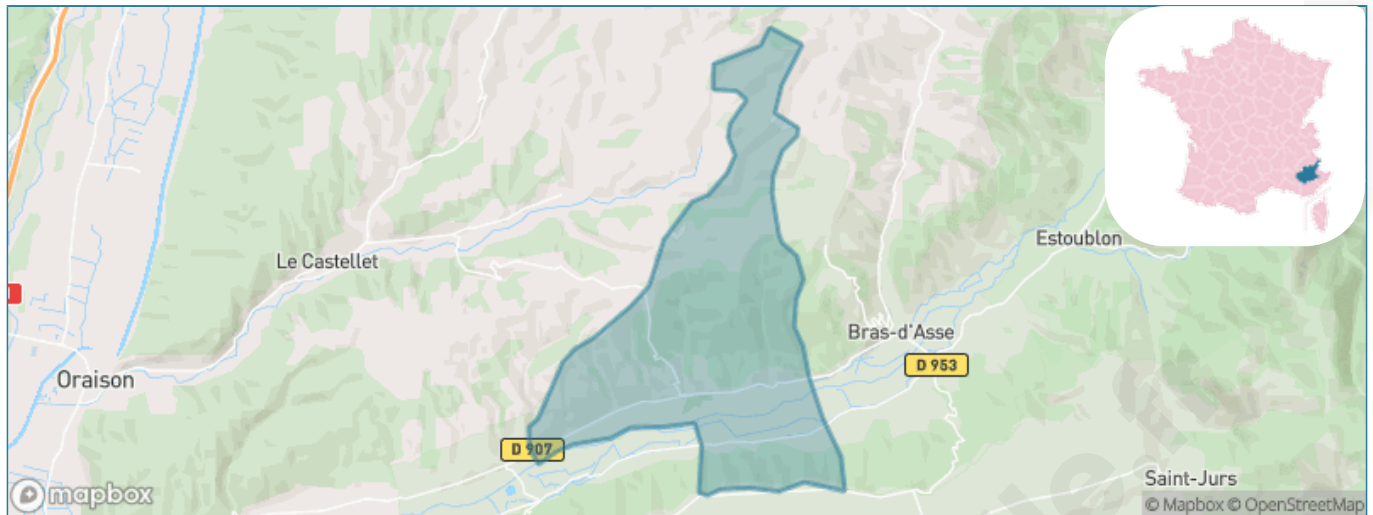 Estoublon
Le Castellet
Bras-d'Asse
D 953
Oraison
D 907
Saint-Jurs
mapbox
© Mapbox © OpenStreetMap